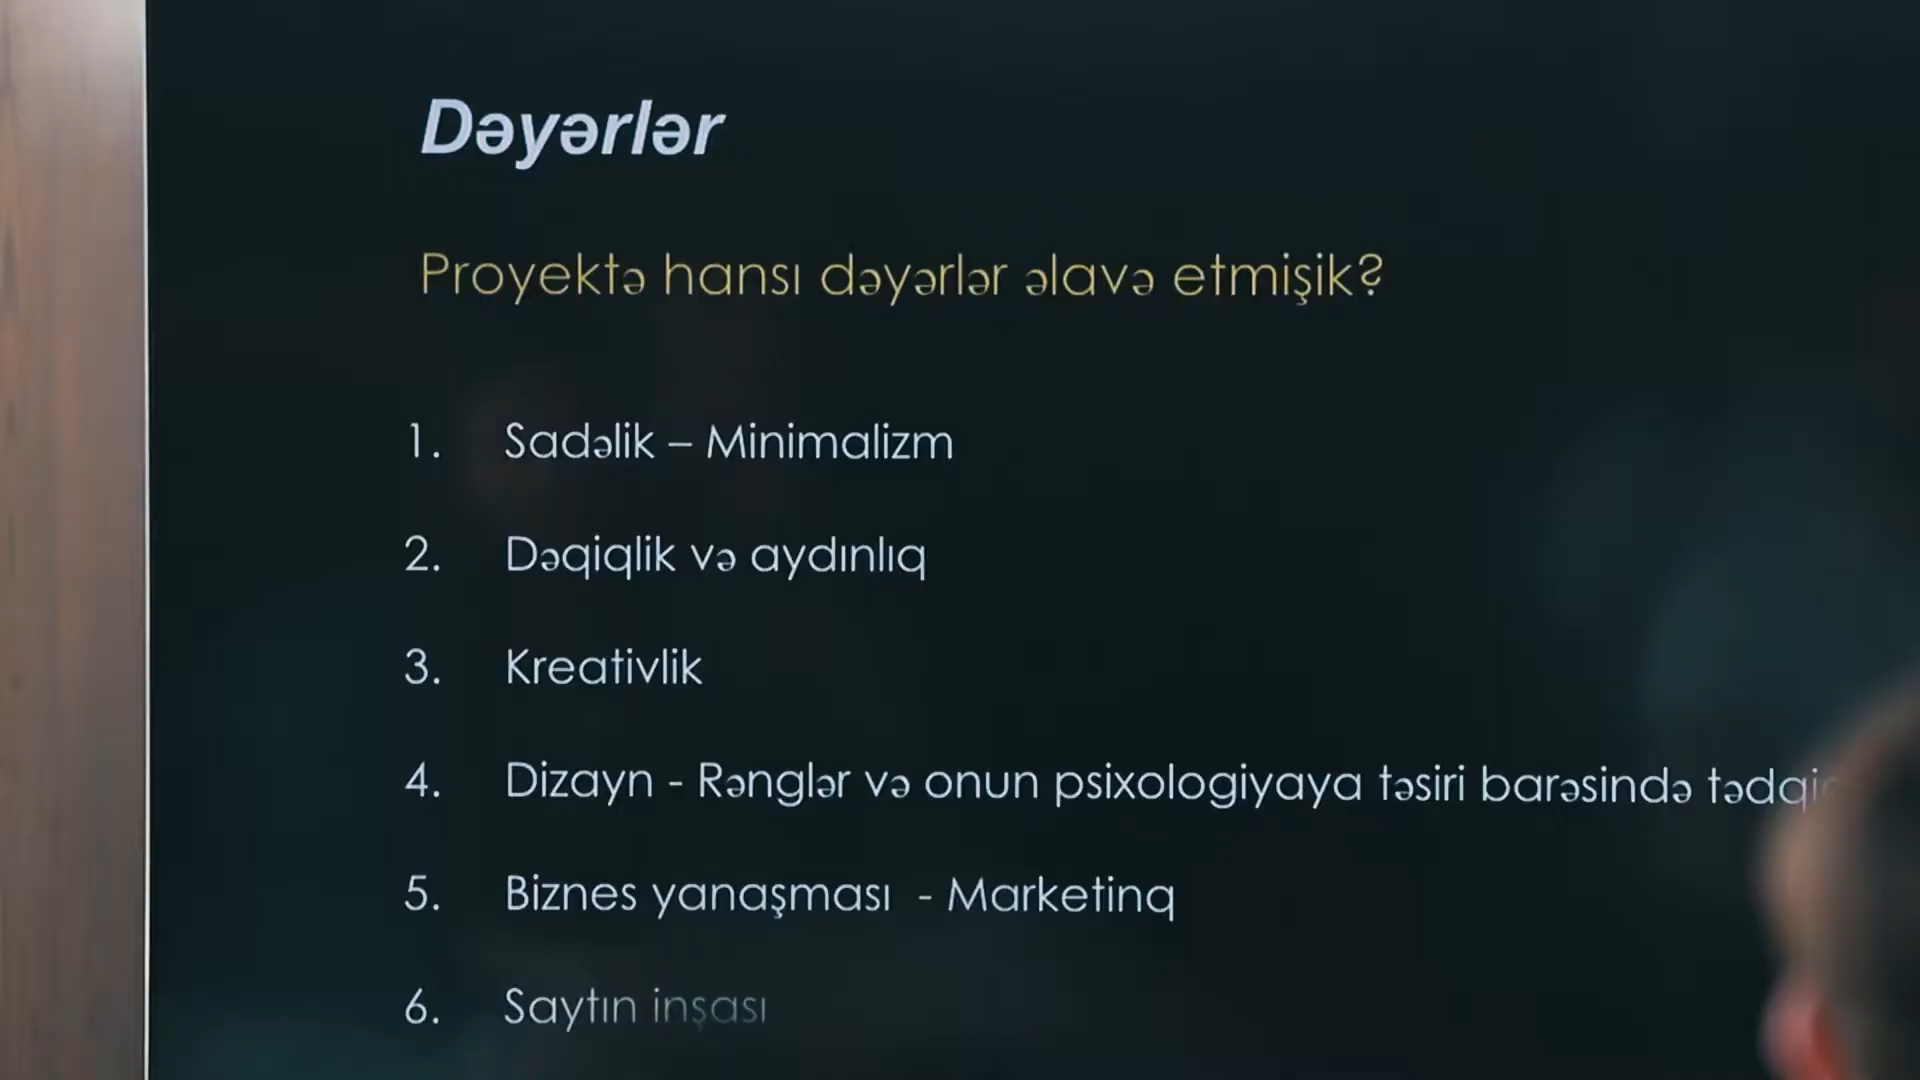 Dəyərlər
Proyektə hansı dəyərlər əlavə etmişik?
1. Sadəlik – Minimalizm
2. Dəqiqlik və aydınlıq
3. Kreativlik
4. Dizayn - Rənglər və onun psixologiyaya təsiri barəsində
5. Biznes yanaşması - Marketinq
6. Saytın inşası